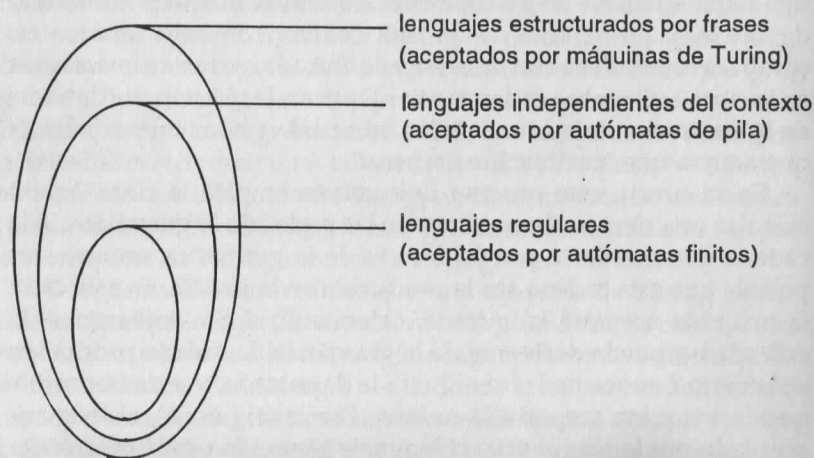 lenguajes estructurados por frases
(aceptados por máquinas de Turing)
lenguajes independientes del contexto
(aceptados por autómatas de pila)
lenguajes regulares
(aceptados por autómatas finitos)